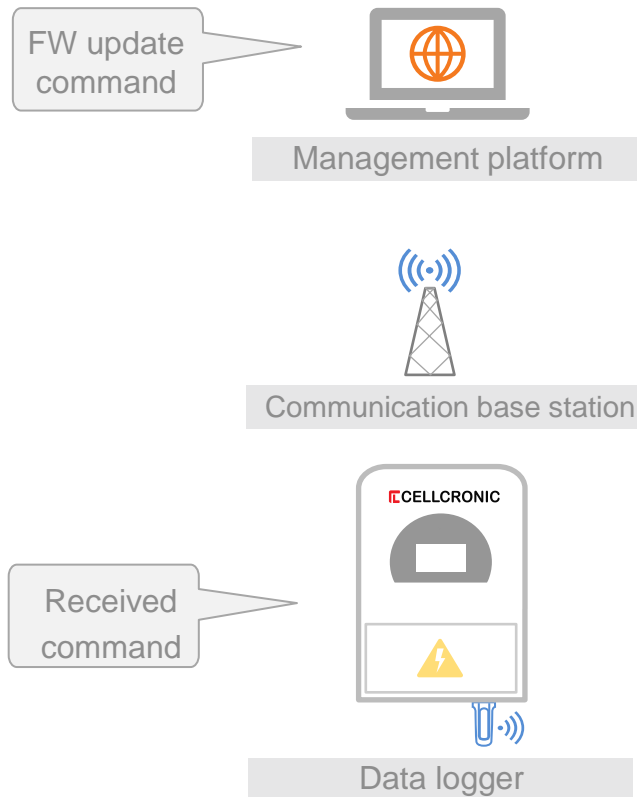 FW update
command
Management platform
Communication base station
CELLCRONIC
Received
command
Data logger